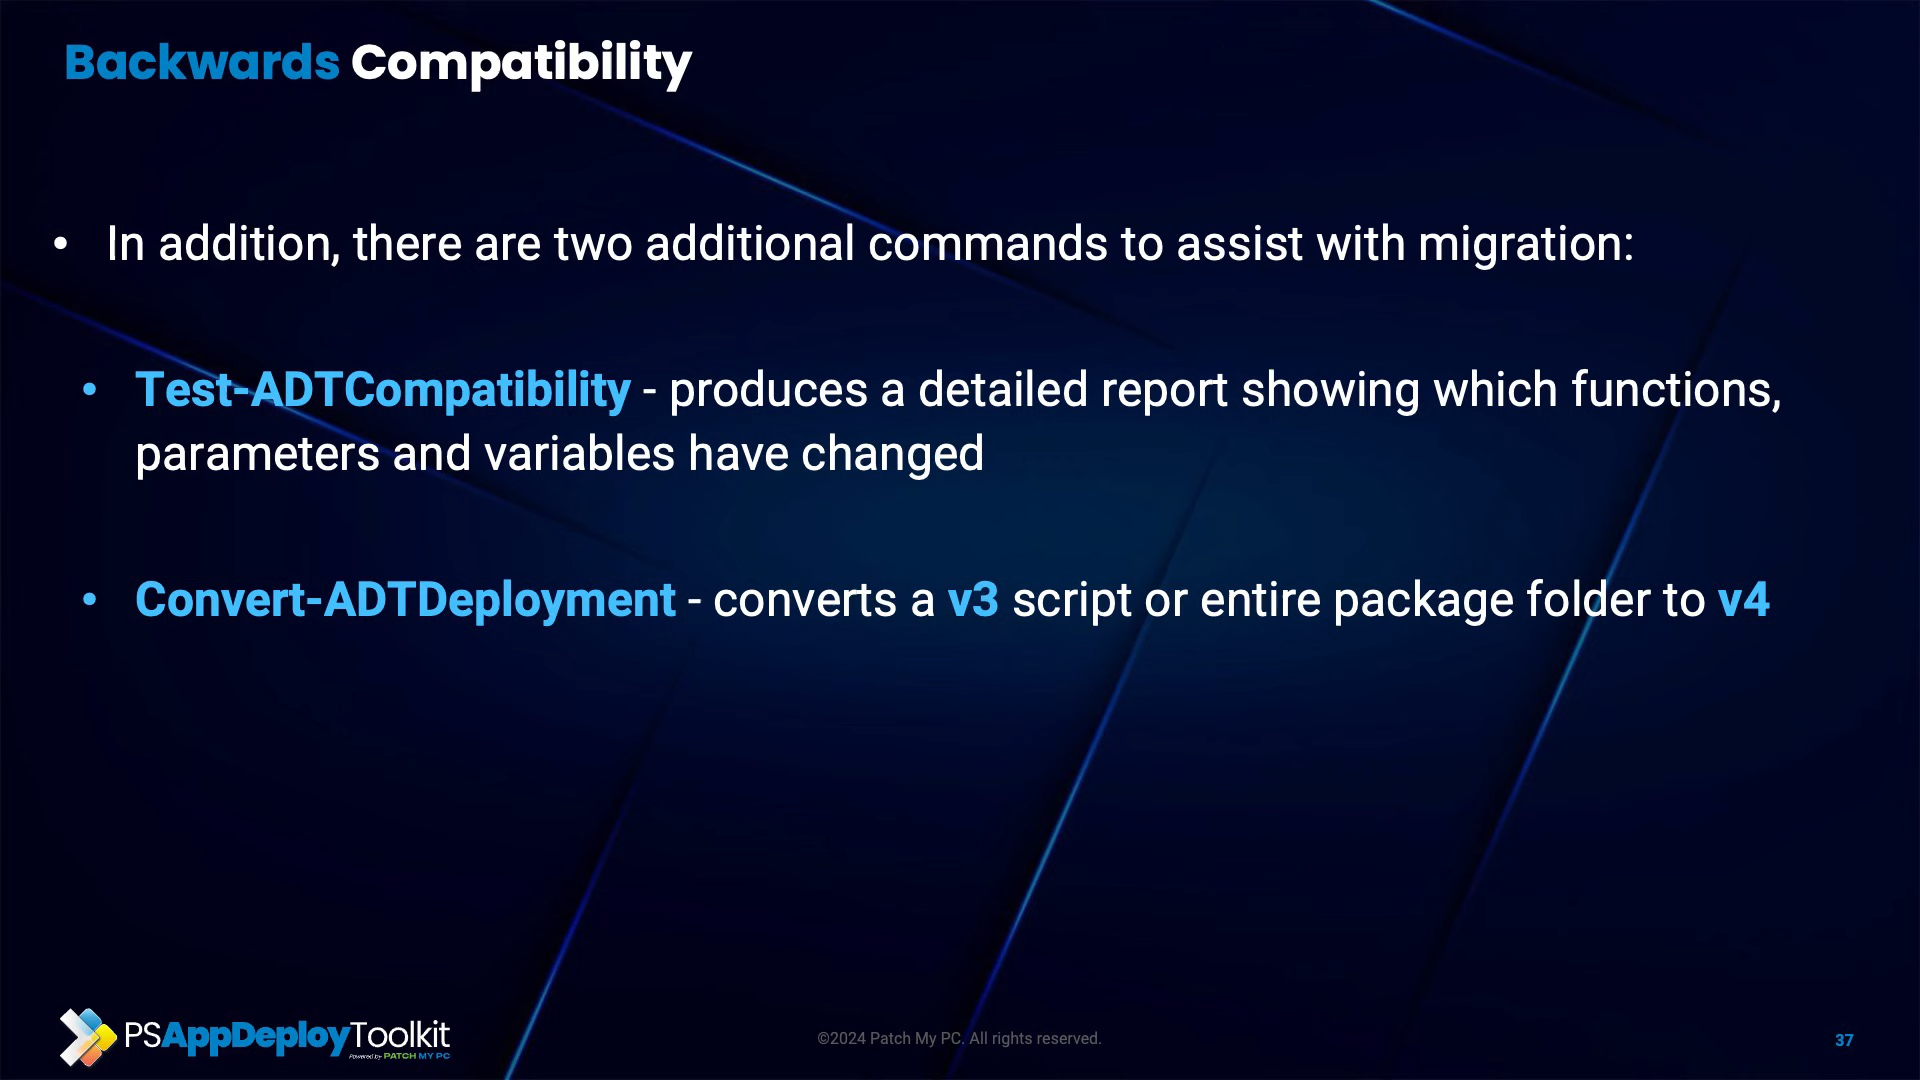 Backwards Compatibility
• In addition, there are two additional commands to assist with migration:
• Test-ADTCompatibility - produces a detailed report showing which functions,
parameters and variables have changed
• Convert-ADTDeployment - converts a v3 script or entire package folder to v4
PSAppDeployToolkit
Powered by PATCH MY PC
©2024 Patch My PC. All rights reserved.
37